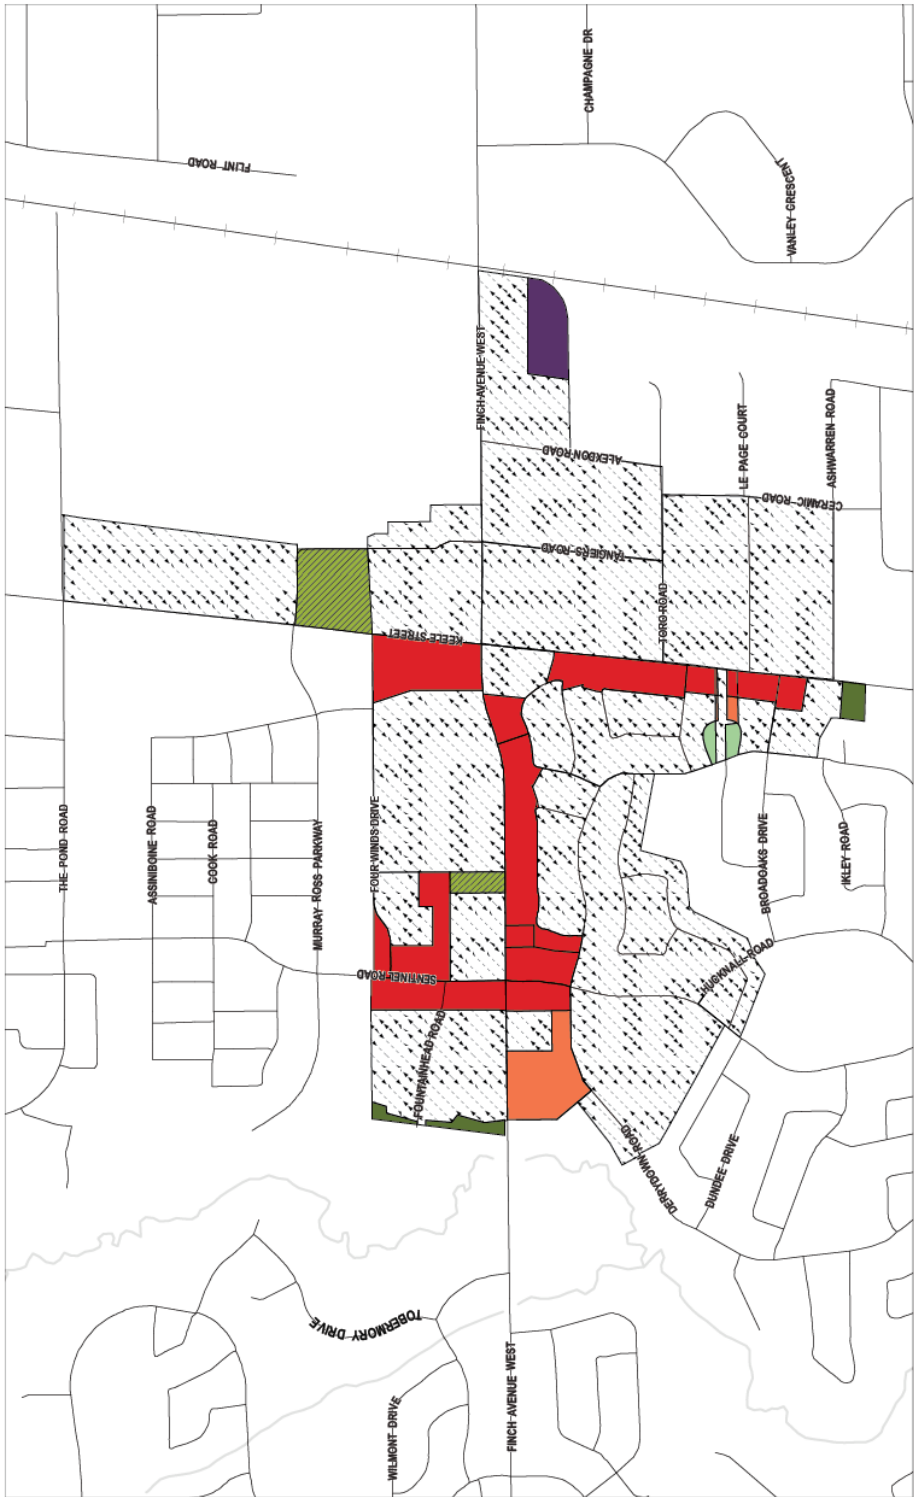 CHAMPAGNE DR
FLINT ROAD
VANLEY CRESCENT
FINCH AVENUE WEST
ALEXDON ROAD
LE PAGE COURT
ASHWARREN ROAD
CERAMIC ROAD
TANGIERS ROAD
TORO ROAD
KEELE STREET
THE POND ROAD
ASSINIBOINE ROAD
COOK ROAD
MURRAY ROSS PARKWAY
FOUR WINDS DRIVE
BROADOAKS DRIVE
IKLEY ROAD
SENTINEL ROAD
HUCKNALL ROAD
FOUNTAINHEAD ROAD
DERRYDOWN ROAD
DUNDEE DRIVE
TOBERMORY DRIVE
WILMONT DRIVE
FINCH AVENUE WEST